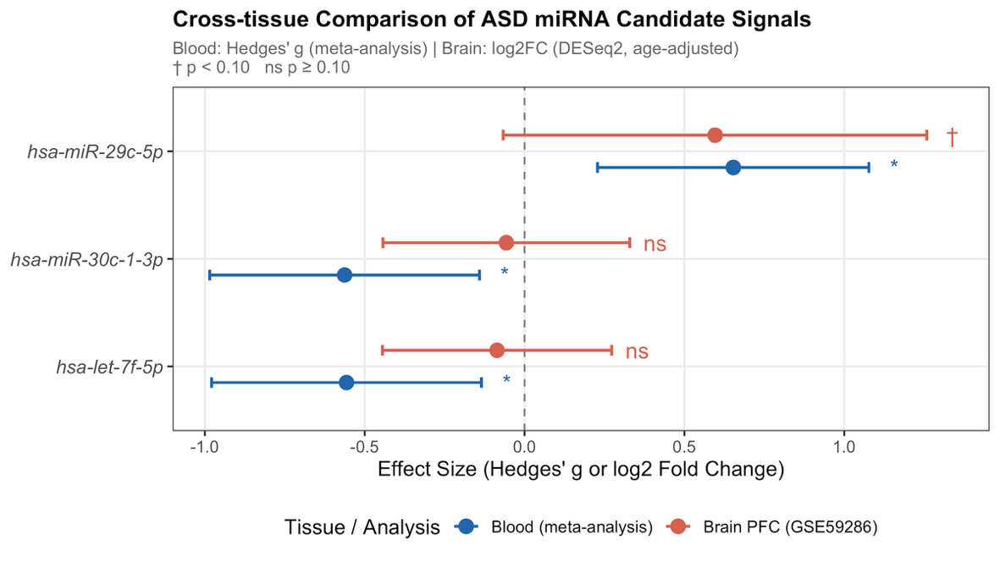 Cross-tissue Comparison of ASD miRNA Candidate Signals
Blood: Hedges' g (meta-analysis) | Brain: log2FC (DESeq2, age-adjusted)
† p < 0.10   ns p ≥ 0.10
†
hsa-miR-29c-5p
*
ns
hsa-miR-30c-1-3p
*
ns
hsa-let-7f-5p
*
-1.0 -0.5 0.0 0.5 1.0
Effect Size (Hedges' g or log2 Fold Change)
Tissue / Analysis Blood (meta-analysis) Brain PFC (GSE59286)